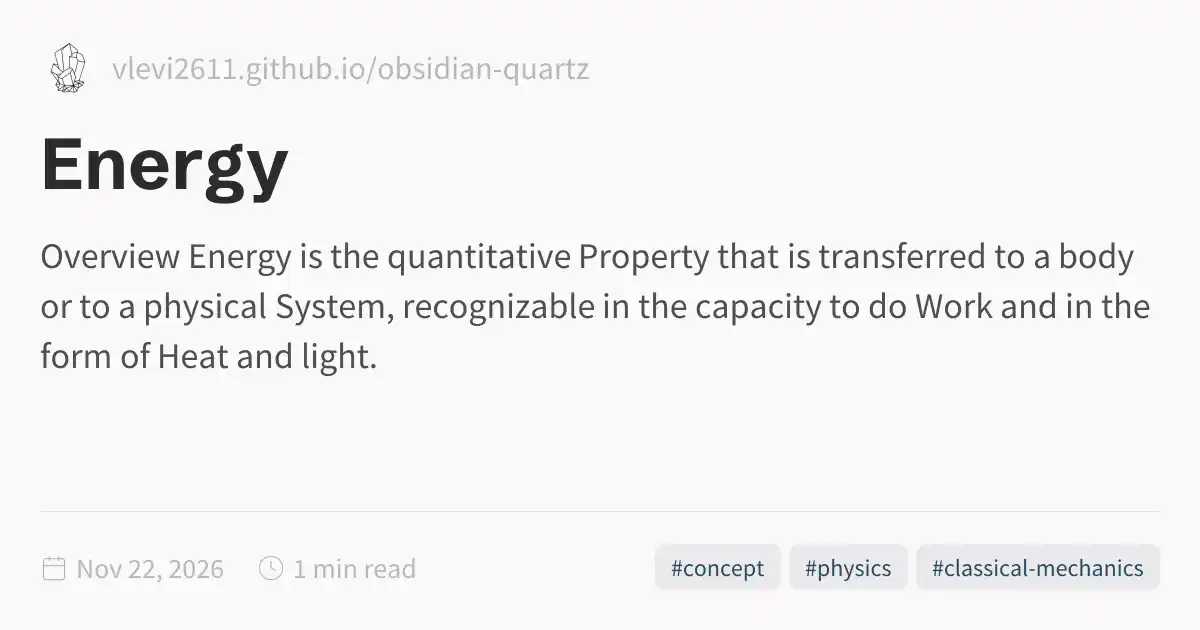 vlevi2611.github.io/obsidian-quartz
Energy
Overview Energy is the quantitative Property that is transferred to a body
or to a physical System, recognizable in the capacity to do Work and in the
form of Heat and light.
Nov 22, 2026 1 min read #concept #physics #classical-mechanics